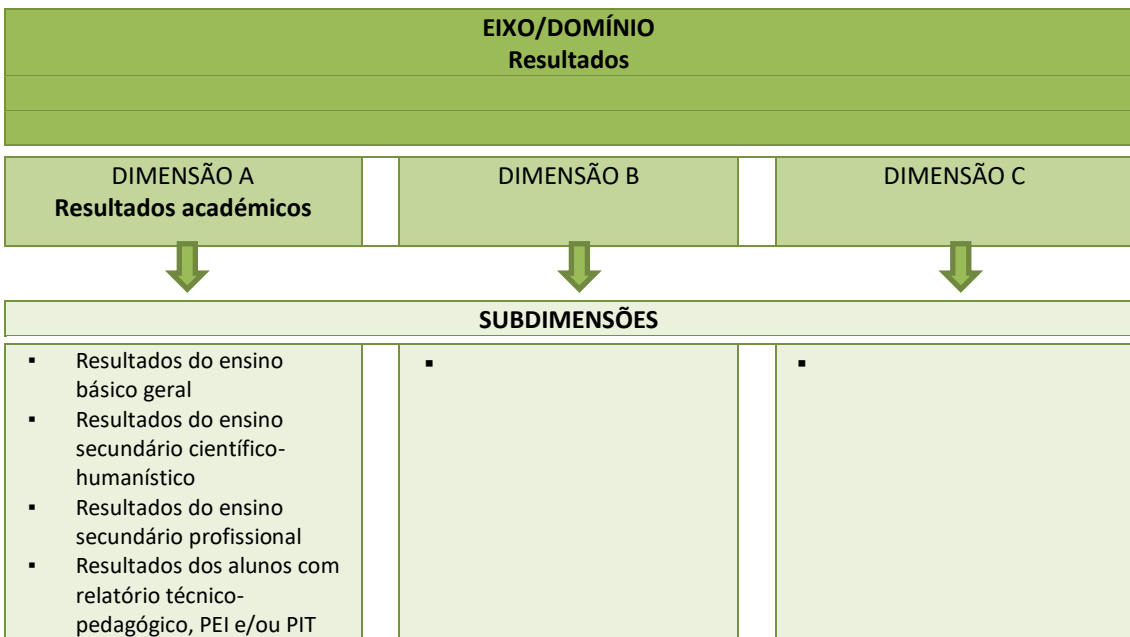 EIXO/DOMÍNIO
Resultados
DIMENSÃO A
Resultados académicos
DIMENSÃO B
DIMENSÃO C
SUBDIMENSÕES
▪ Resultados do ensino
básico geral
▪ Resultados do ensino
secundário científico-
humanístico
▪ Resultados do ensino
secundário profissional
▪ Resultados dos alunos com
relatório técnico-
pedagógico, PEI e/ou PIT
▪
▪